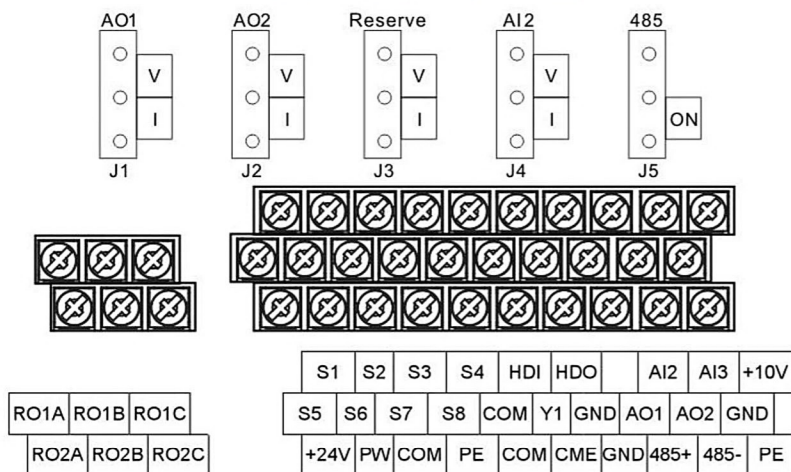 AO1 AO2 Reserve AI2 485
V V V V
I I I I ON
J1 J2 J3 J4 J5
S1 S2 S3 S4 HDI HDO AI2 AI3 +10V
RO1A RO1B RO1C S5 S6 S7 S8 COM Y1 GND AO1 AO2 GND
RO2A RO2B RO2C +24V PW COM PE COM CME GND 485+ 485- PE